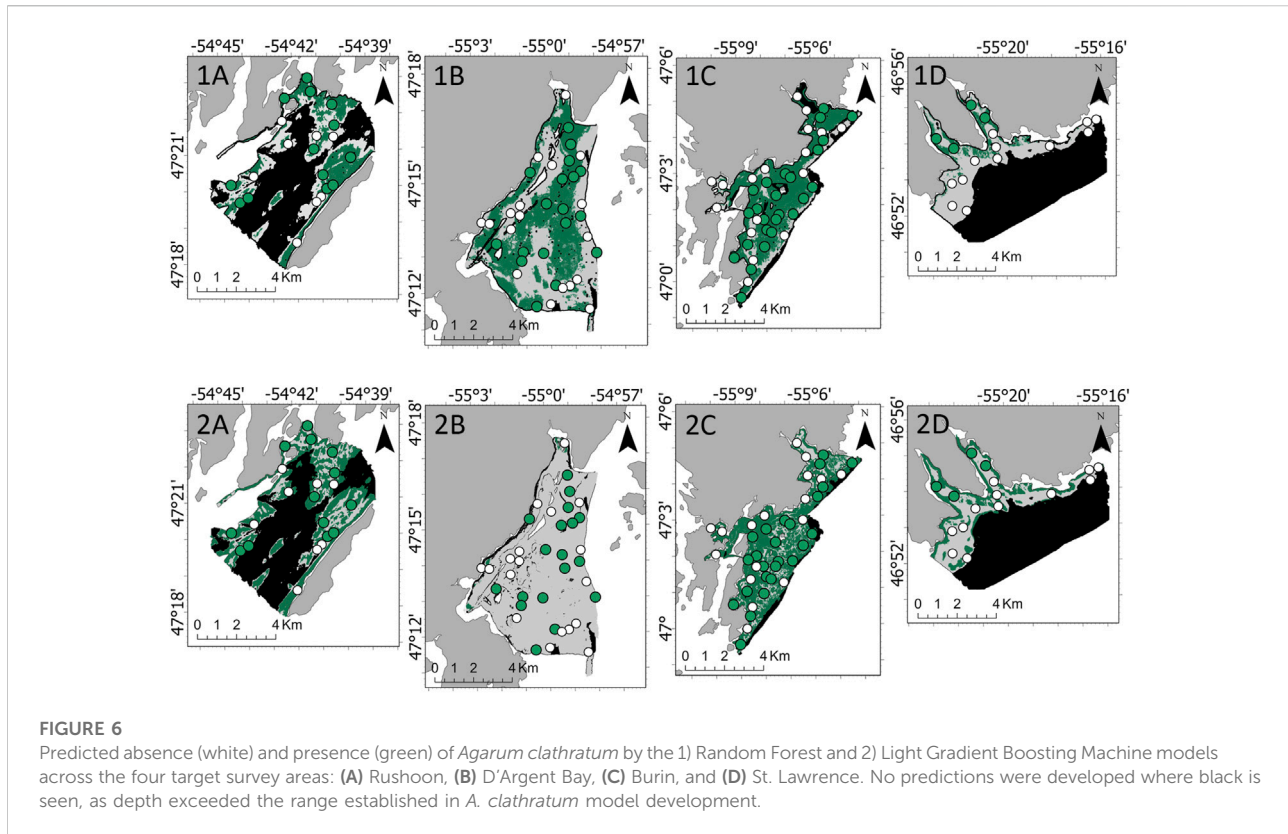 -54°45' -54°42' -54°39'
1A
N
47°21'
47°18'
0 1 2 4 Km
-55°3' -55°0' -54°57'
47°18'
1B
N
47°15'
47°12'
0 1 2 4 Km
-55°9' -55°6'
47°6'
1C
N
47°3'
47°0'
0 1 2 4 Km
-55°20' -55°16'
46°56'
1D
N
46°52'
0 1 2 4 Km
-54°45' -54°42' -54°39'
2A
N
47°21'
47°18'
0 1 2 4 Km
-55°3' -55°0' -54°57'
47°18'
2B
N
47°15'
47°12'
0 1 2 4 Km
-55°9' -55°6'
47°6'
2C
N
47°3'
47°
0 1 2 4 Km
-55°20' -55°16'
46°56'
2D
N
46°52'
0 1 2 4 Km
FIGURE 6
Predicted absence (white) and presence (green) of Agarum clathratum by the 1) Random Forest and 2) Light Gradient Boosting Machine models
across the four target survey areas: (A) Rushoon, (B) D'Argent Bay, (C) Burin, and (D) St. Lawrence. No predictions were developed where black is
seen, as depth exceeded the range established in A. clathratum model development.